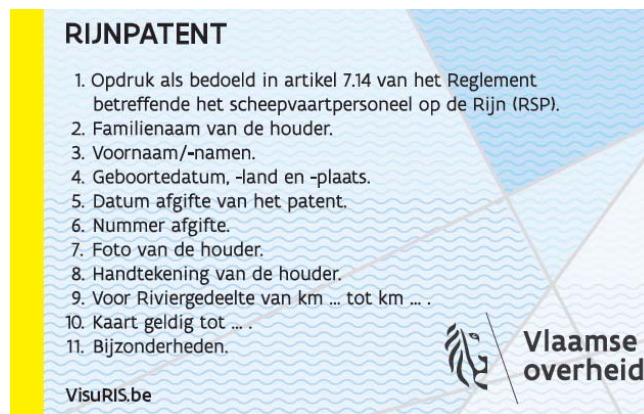 RIJNPATENT
1. Opdruk als bedoeld in artikel 7.14 van het Reglement
betreffende het scheepvaartpersoneel op de Rijn (RSP).
2. Familienaam van de houder.
3. Voornaam/-namen.
4. Geboortedatum, -land en -plaats.
5. Datum afgifte van het patent.
6. Nummer afgifte.
7. Foto van de houder.
8. Handtekening van de houder.
9. Voor Riviergedeelte van km ... tot km ... .
10. Kaart geldig tot ... .
11. Bijzonderheden.
VisuRIS.be
Vlaamse
overheid